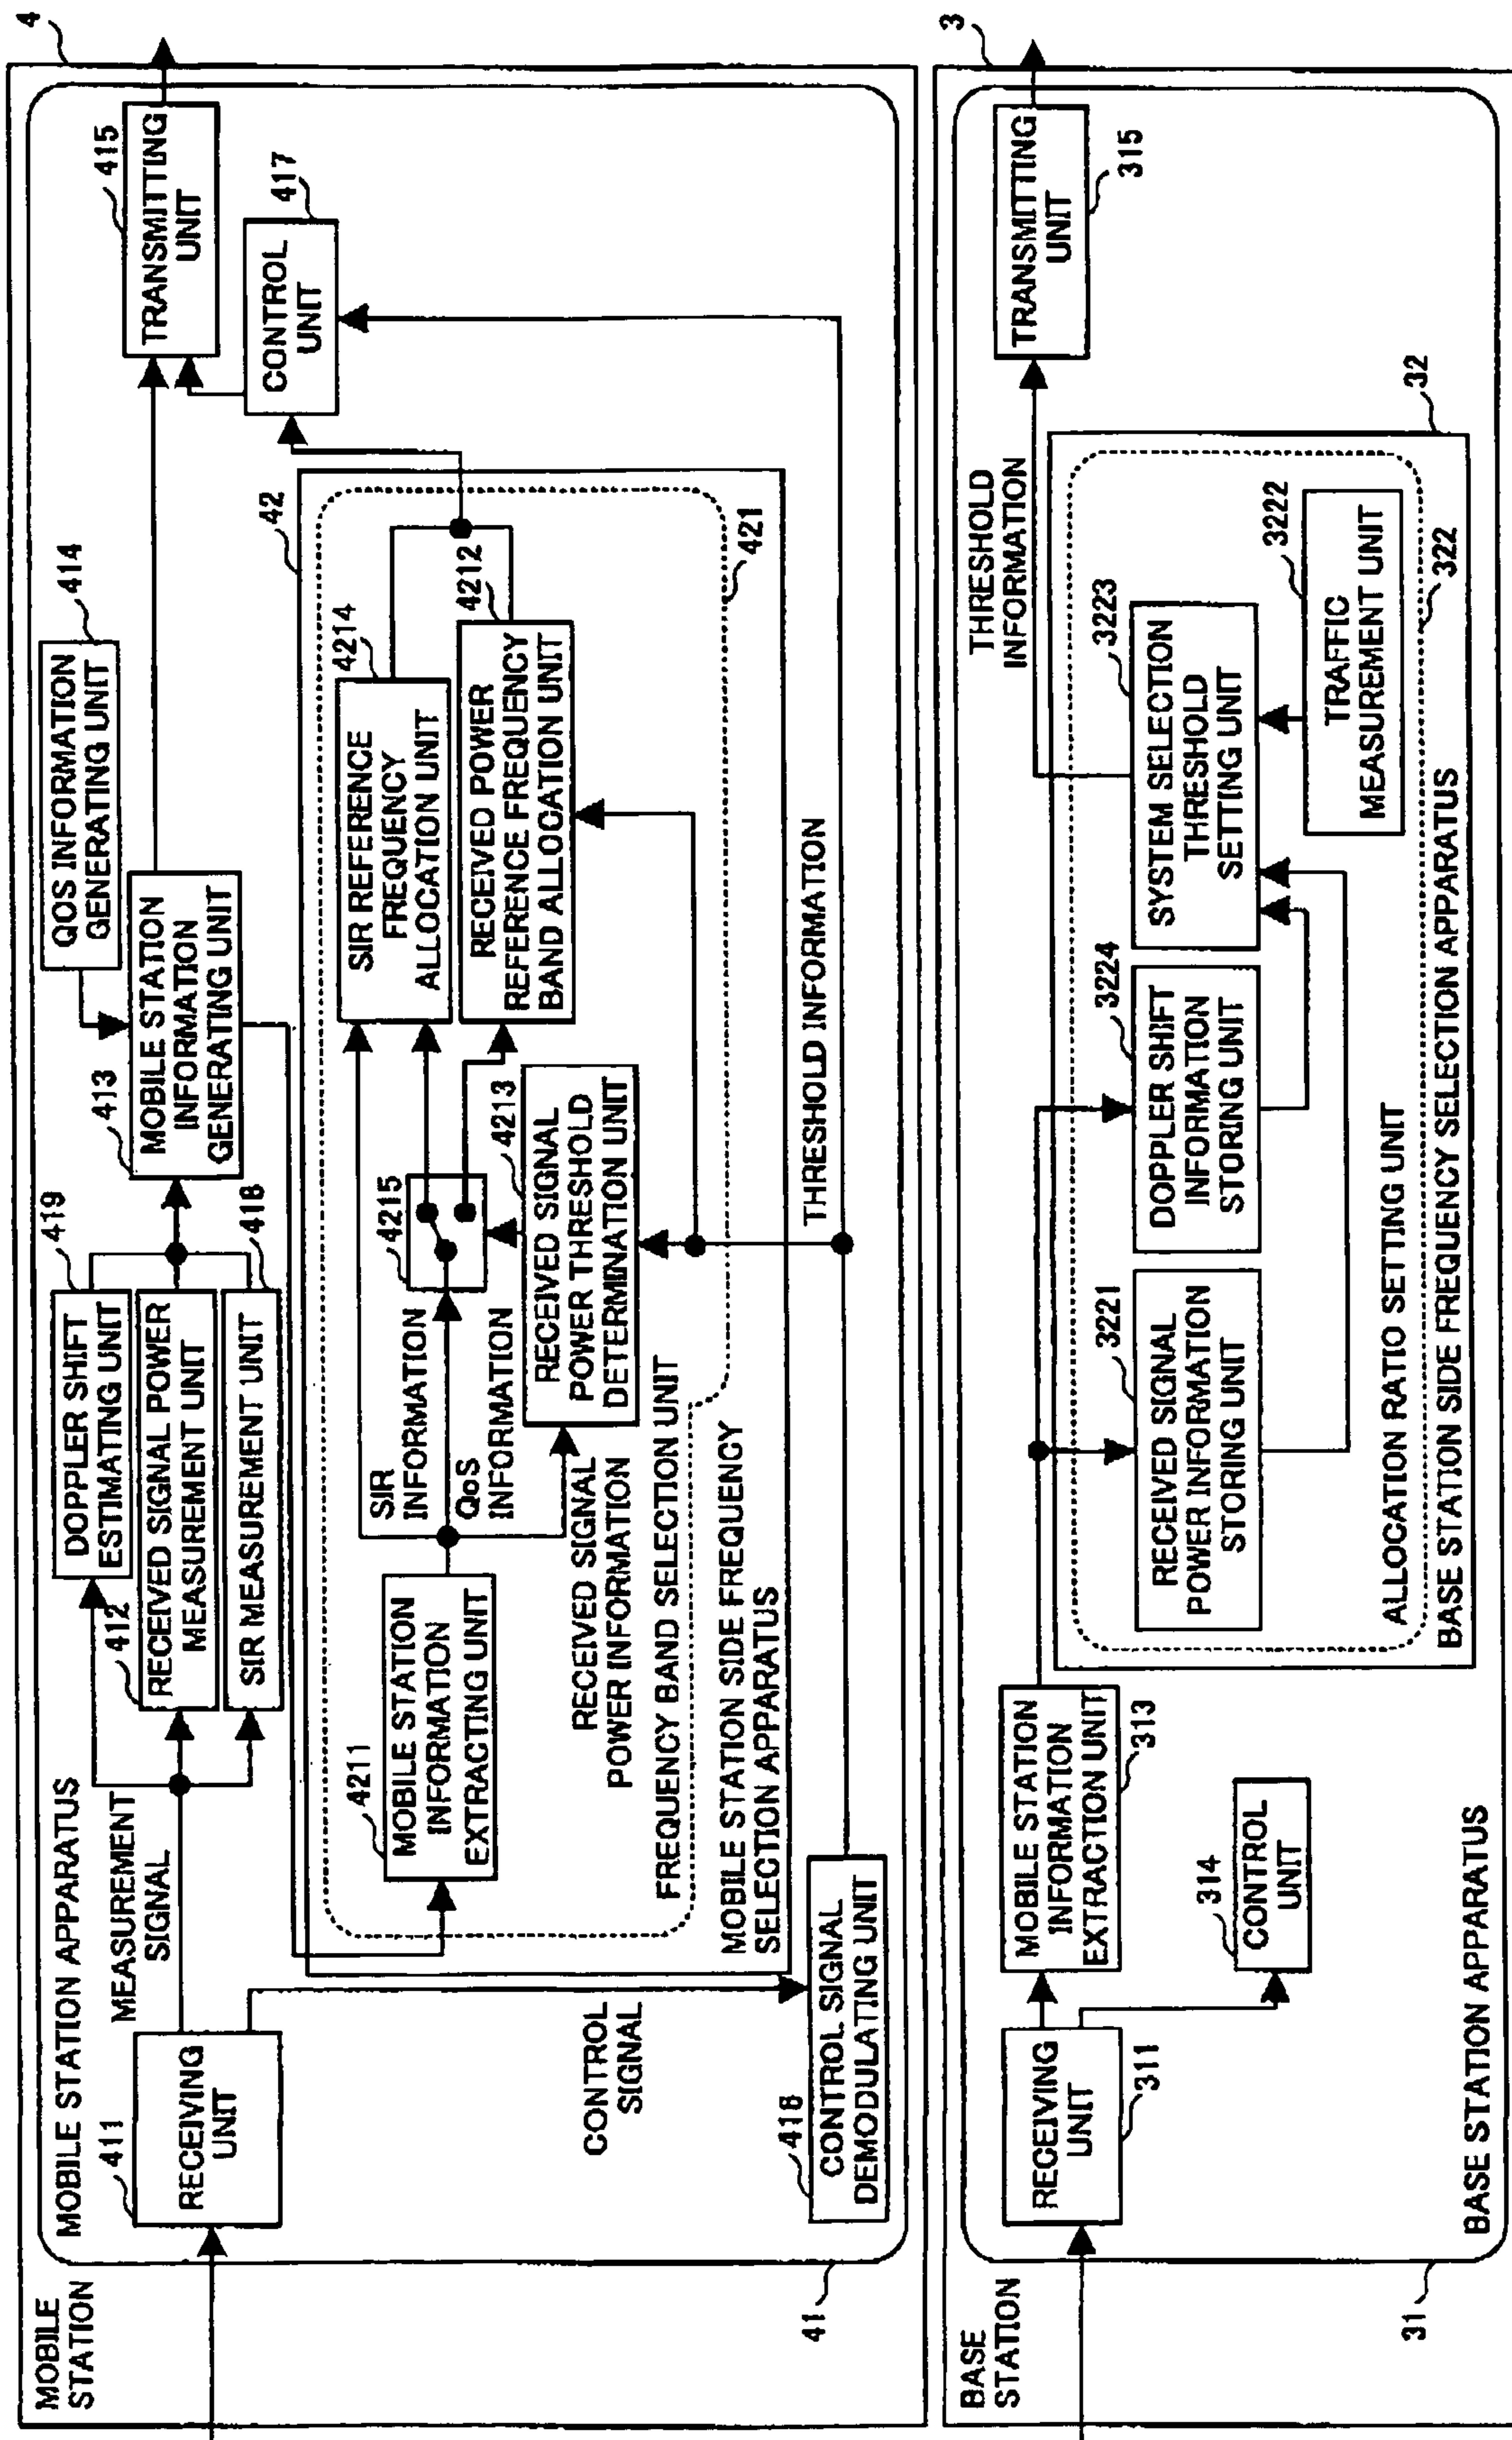 MOBILE
STATION
4
MOBILE STATION APPARATUS
41
411
RECEIVING
UNIT
MEASUREMENT
SIGNAL
CONTROL
SIGNAL
419
DOPPLER SHIFT
ESTIMATING UNIT
412
RECEIVED SIGNAL POWER
MEASUREMENT UNIT
418
SIR MEASUREMENT UNIT
413
MOBILE STATION
INFORMATION
GENERATING UNIT
414
QOS INFORMATION
GENERATING UNIT
415
TRANSMITTING
UNIT
417
CONTROL
UNIT
42
4211
MOBILE STATION
INFORMATION
EXTRACTING UNIT
SIR
INFORMATION
QoS
INFORMATION
4215
4213
RECEIVED SIGNAL
POWER THRESHOLD
DETERMINATION UNIT
RECEIVED SIGNAL
POWER INFORMATION
4214
SIR REFERENCE
FREQUENCY
ALLOCATION UNIT
4212
RECEIVED POWER
REFERENCE FREQUENCY
BAND ALLOCATION UNIT
421
FREQUENCY BAND SELECTION UNIT
MOBILE STATION SIDE FREQUENCY
SELECTION APPARATUS
THRESHOLD INFORMATION
416
CONTROL SIGNAL
DEMODULATING UNIT
BASE
STATION
3
31
RECEIVING
UNIT
311
MOBILE STATION
INFORMATION
EXTRACTION UNIT
313
314
CONTROL
UNIT
3221
RECEIVED SIGNAL
POWER INFORMATION
STORING UNIT
3224
DOPPLER SHIFT
INFORMATION
STORING UNIT
3223
SYSTEM SELECTION
THRESHOLD
SETTING UNIT
3222
TRAFFIC
MEASUREMENT UNIT
THRESHOLD
INFORMATION
32
322
ALLOCATION RATIO SETTING UNIT
BASE STATION SIDE FREQUENCY SELECTION APPARATUS
TRANSMITTING
UNIT
315
BASE STATION APPARATUS